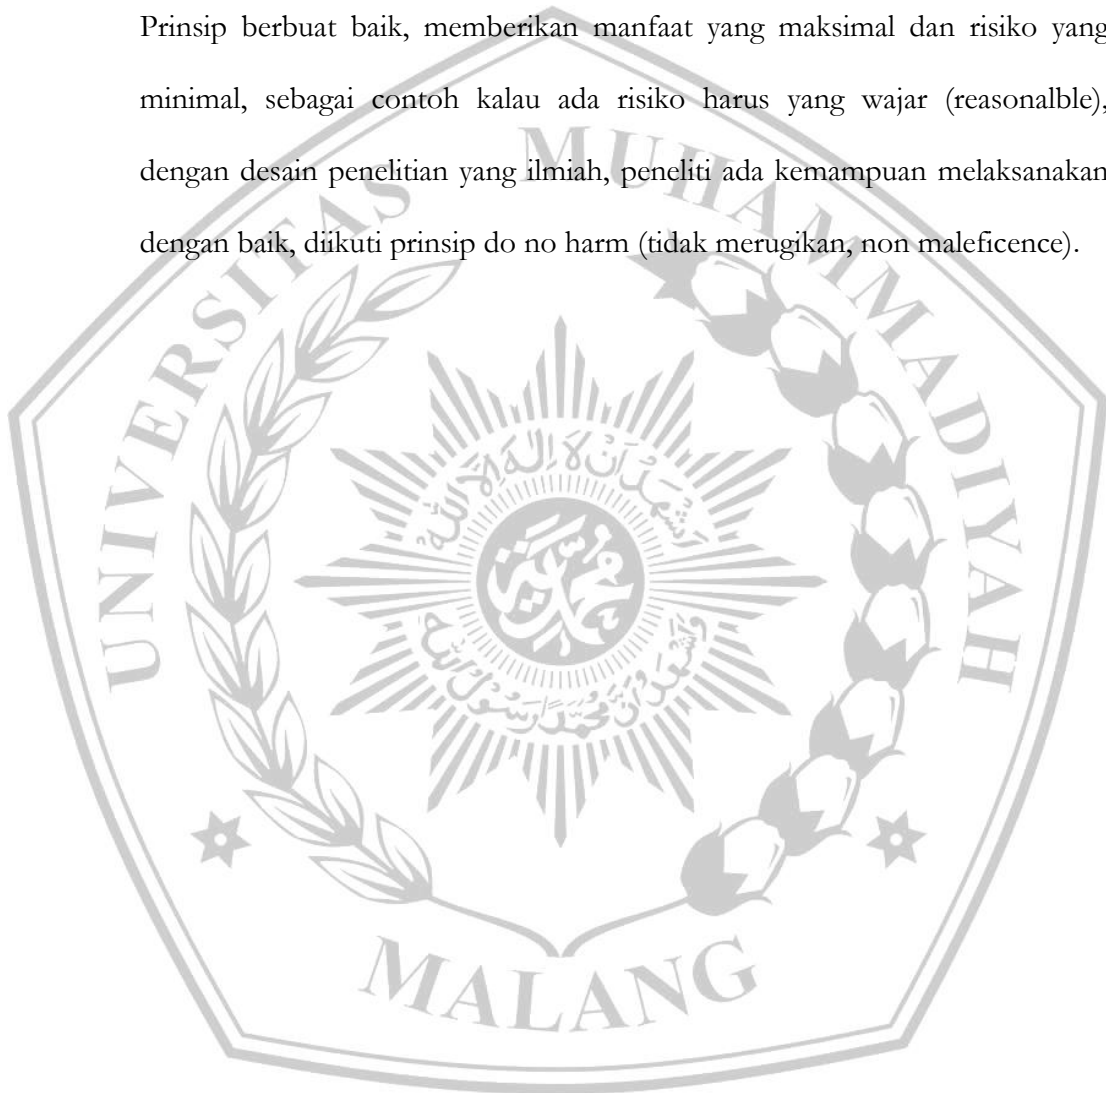 Prinsip berbuat baik, memberikan manfaat yang maksimal dan risiko yang
minimal, sebagai contoh kalau ada risiko harus yang wajar (reasonalble),
dengan desain penelitian yang ilmiah, peneliti ada kemampuan melaksanakan
dengan baik, diikuti prinsip do no harm (tidak merugikan, non maleficence).
UNIVERSITAS MUHAMMADIYAH
MALANG